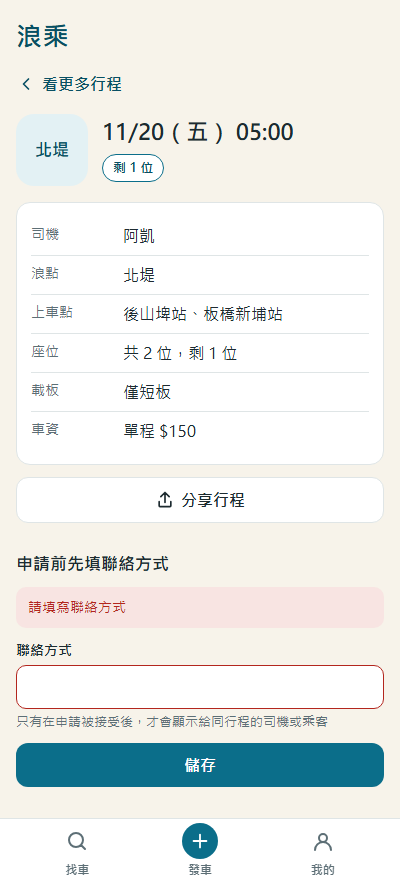 浪乘
看更多行程
北堤
11/20（五） 05:00
剩 1 位
司機 阿凱
浪點 北堤
上車點 後山埤站、板橋新埔站
座位 共 2 位，剩 1 位
載板 僅短板
車資 單程 $150
分享行程
申請前先填聯絡方式
請填寫聯絡方式
聯絡方式
只有在申請被接受後，才會顯示給同行程的司機或乘客
儲存
找車 發車 我的